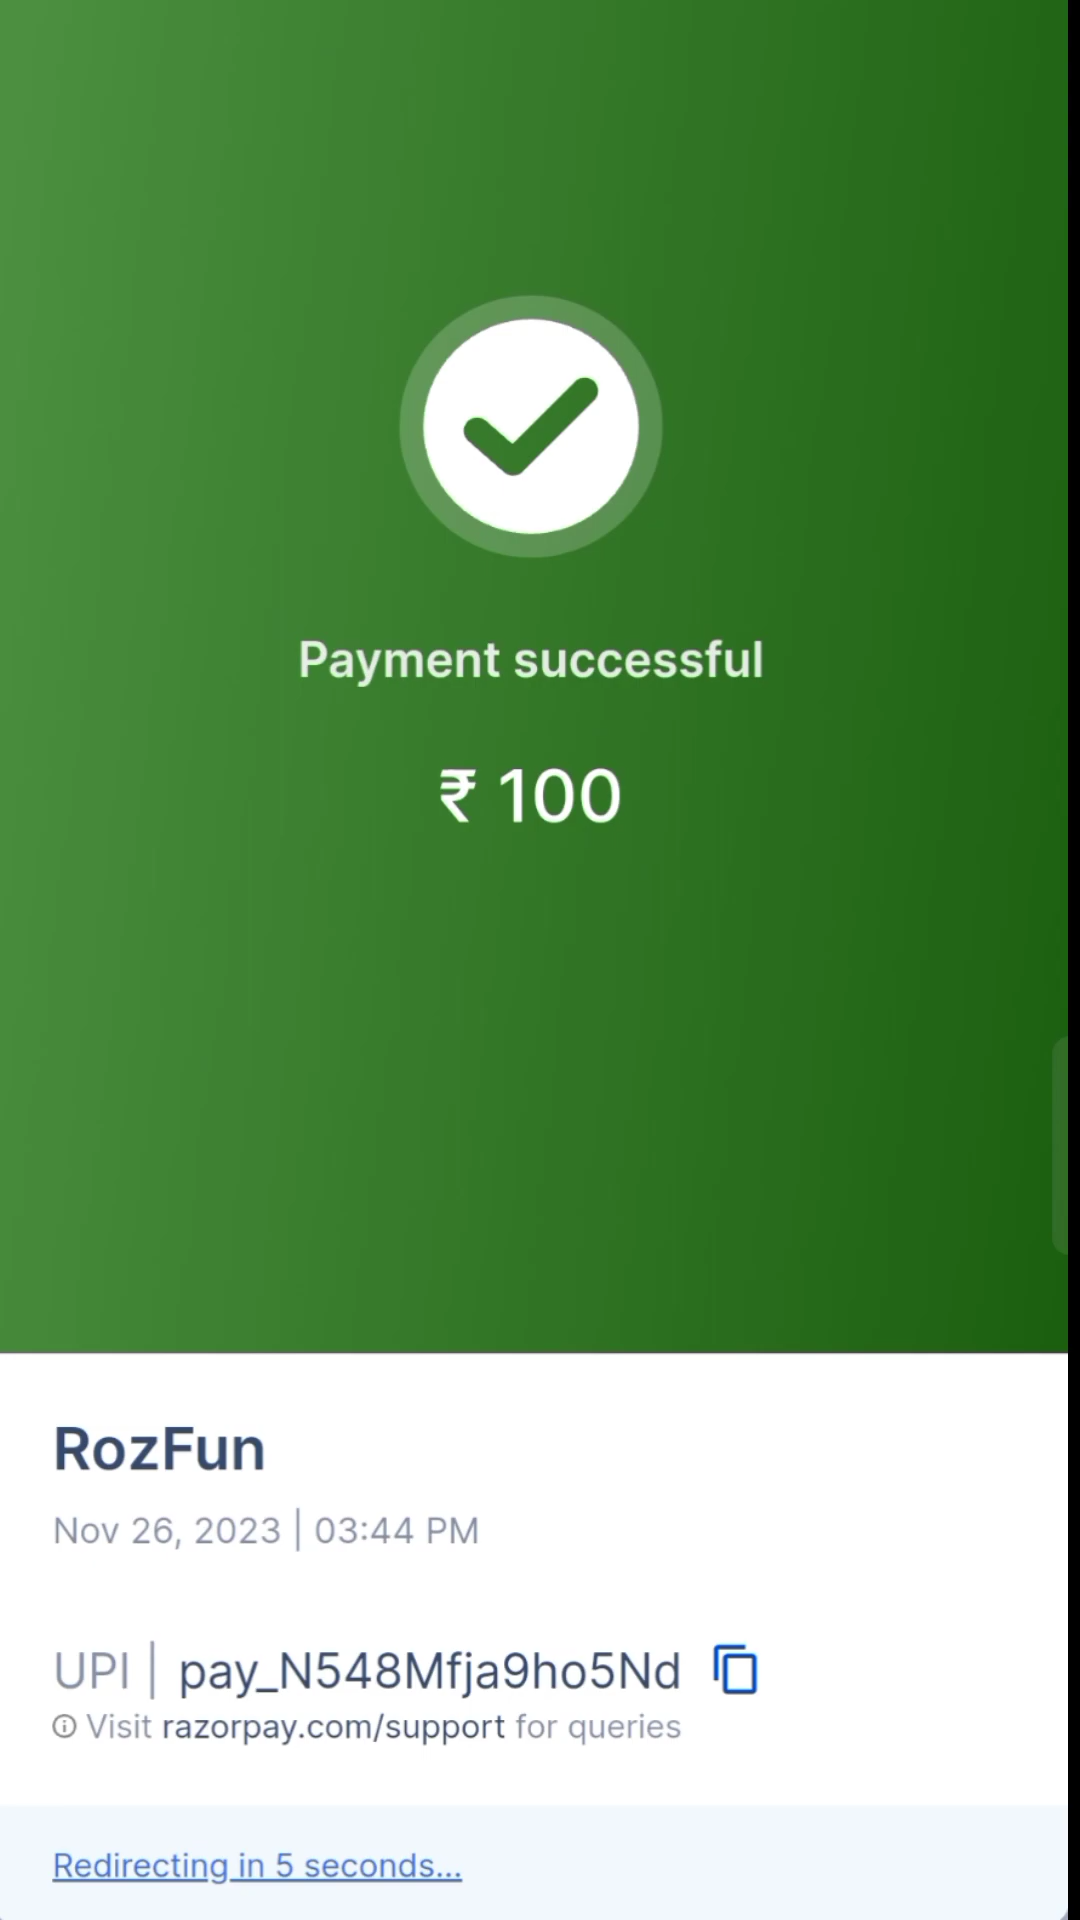 Payment successful
₹ 100
RozFun
Nov 26, 2023 | 03:44 PM
UPI | pay_N548Mfja9ho5Nd
Visit razorpay.com/support for queries
Redirecting in 5 seconds...